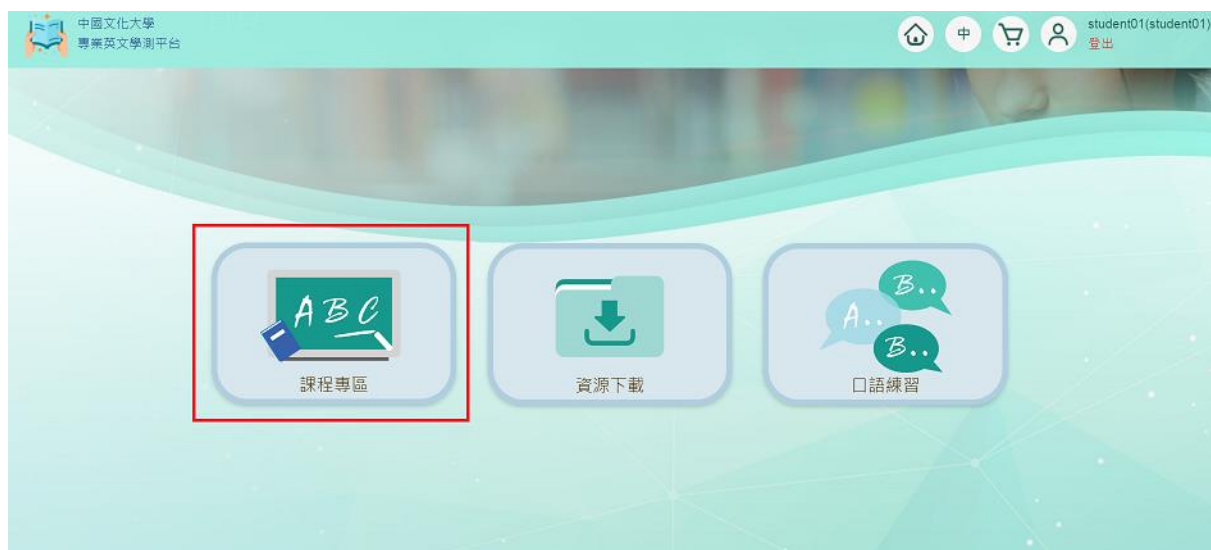 中國文化大學
專業英文學測平台
中
student01(student01)
登出
A B C
課程專區
資源下載
B..
A..
B..
口語練習